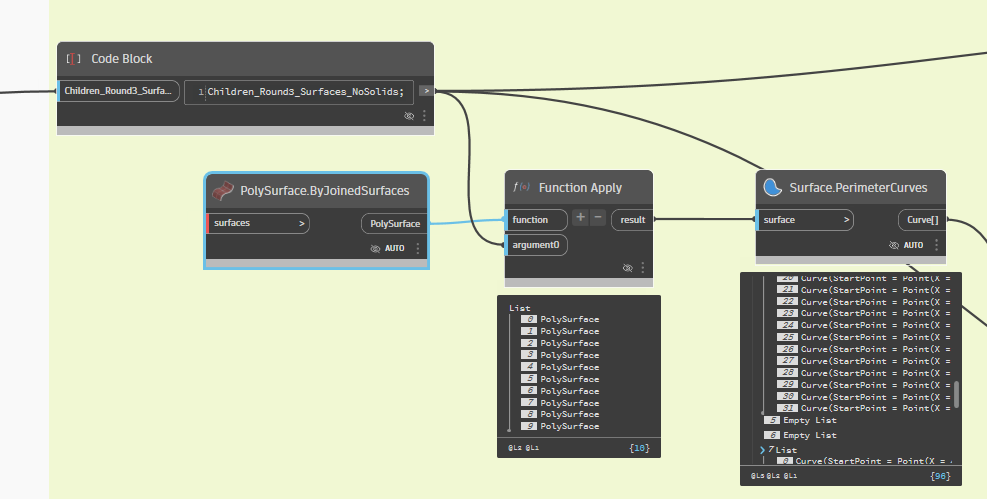 Code Block
Children_Round3_Surfa...
1 Children_Round3_Surfaces_NoSolids;
>
PolySurface.ByJoinedSurfaces
surfaces >
PolySurface
AUTO
f(x) Function Apply
function + − result
argument0
Surface.PerimeterCurves
surface >
Curve[]
AUTO
List
0 PolySurface
1 PolySurface
2 PolySurface
3 PolySurface
4 PolySurface
5 PolySurface
6 PolySurface
7 PolySurface
8 PolySurface
9 PolySurface
@L2 @L1 {10}
20 Curve(StartPoint = Point(X =
21 Curve(StartPoint = Point(X =
22 Curve(StartPoint = Point(X =
23 Curve(StartPoint = Point(X =
24 Curve(StartPoint = Point(X =
25 Curve(StartPoint = Point(X =
26 Curve(StartPoint = Point(X =
27 Curve(StartPoint = Point(X =
28 Curve(StartPoint = Point(X =
29 Curve(StartPoint = Point(X =
30 Curve(StartPoint = Point(X =
31 Curve(StartPoint = Point(X =
5 Empty List
6 Empty List
7 List
0 Curve(StartPoint = Point(X =
@L3 @L2 @L1 {96}